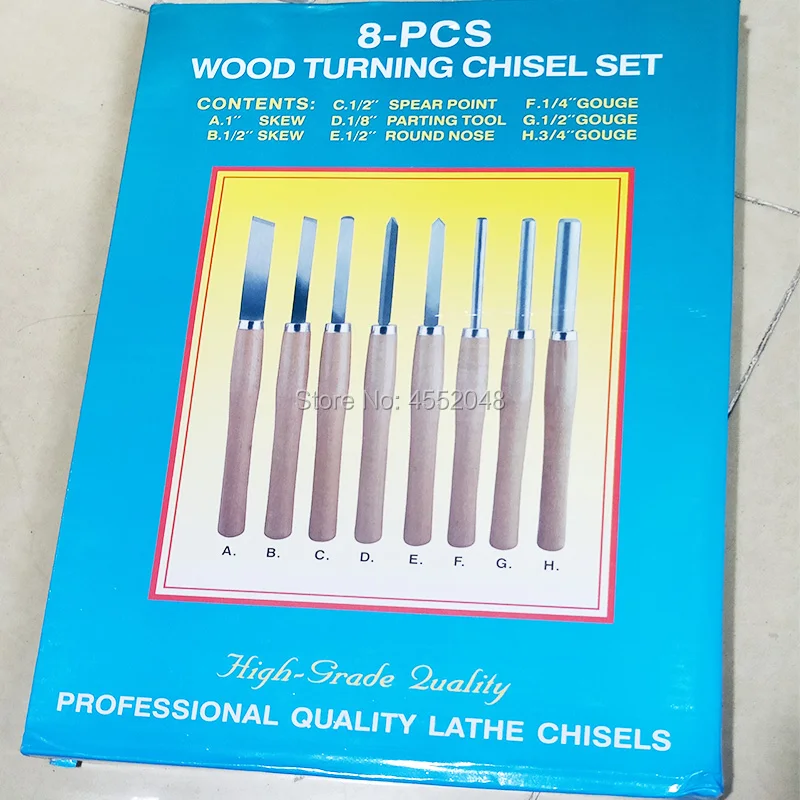 8-PCS
WOOD TURNING CHISEL SET
CONTENTS: C.1/2" SPEAR POINT F.1/4"GOUGE
A.1" SKEW D.1/8" PARTING TOOL G.1/2"GOUGE
B.1/2" SKEW E.1/2" ROUND NOSE H.3/4"GOUGE
Store No: 4552048
A. B. C. D. E. F. G. H.
High-Grade Quality
PROFESSIONAL QUALITY LATHE CHISELS